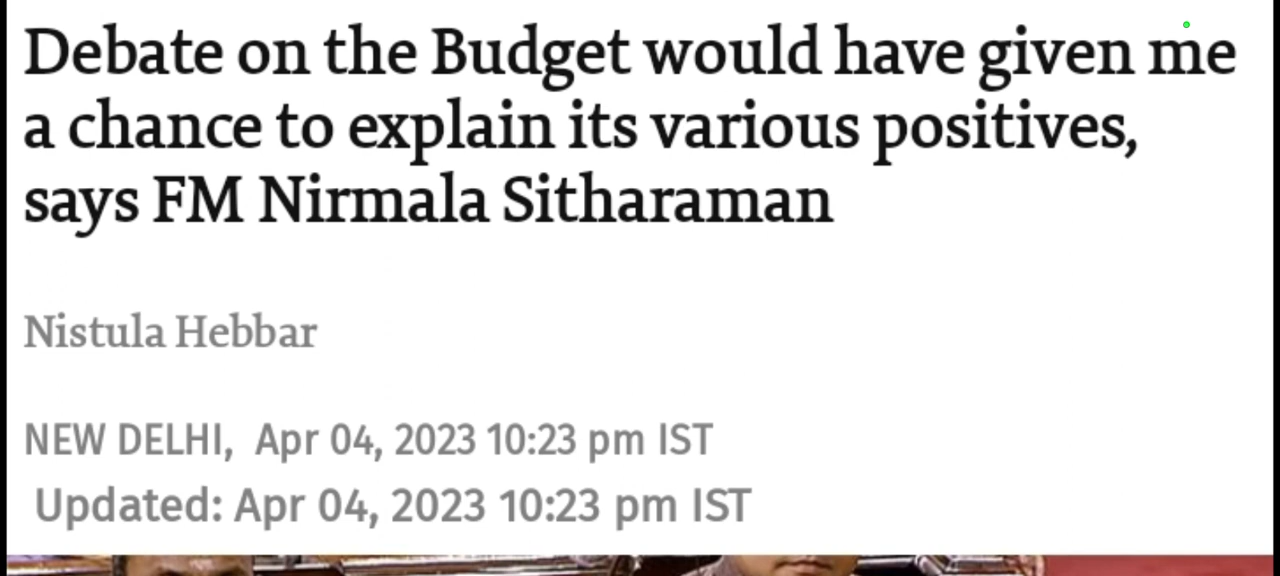 Debate on the Budget would have given me
a chance to explain its various positives,
says FM Nirmala Sitharaman
Nistula Hebbar
NEW DELHI, Apr 04, 2023 10:23 pm IST
Updated: Apr 04, 2023 10:23 pm IST